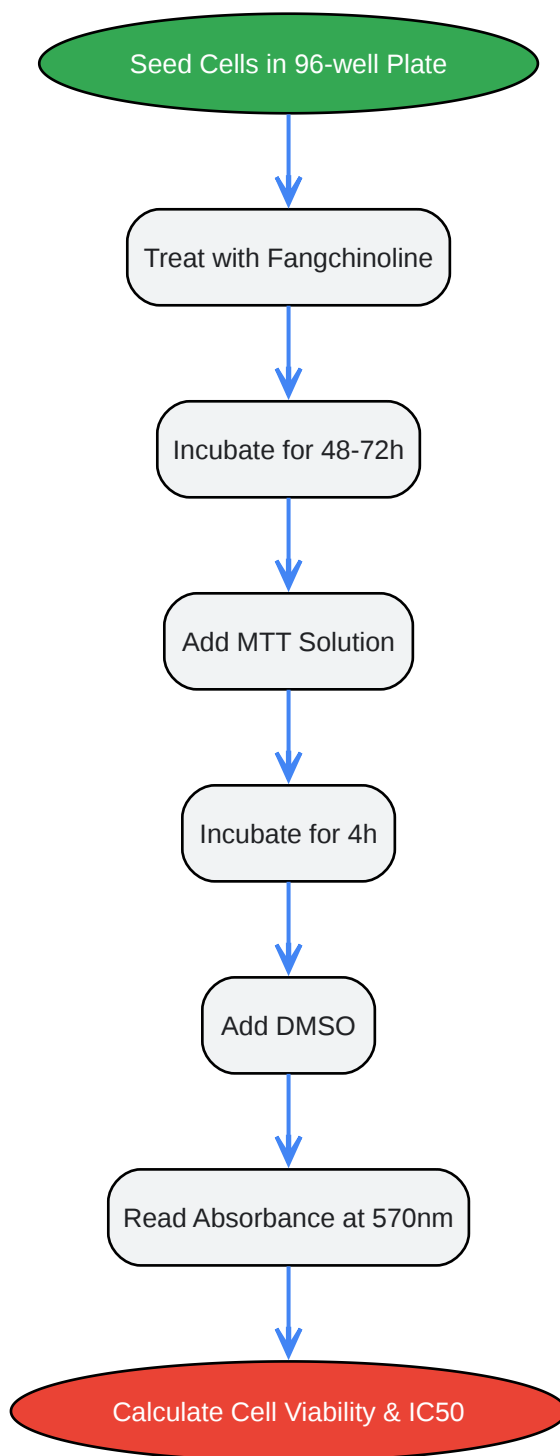 Seed Cells in 96-well Plate
Treat with Fangchinoline
Incubate for 48-72h
Add MTT Solution
Incubate for 4h
Add DMSO
Read Absorbance at 570nm
Calculate Cell Viability & IC50